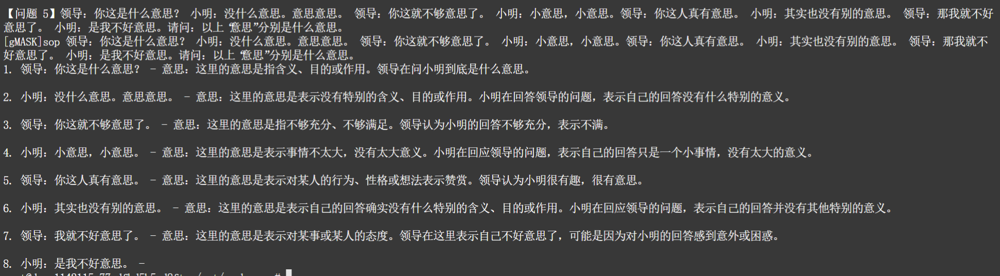 【问题 5】领导：你这是什么意思？ 小明：没什么意思。意思意思。 领导：你这就不够意思了。 小明：小意思，小意思。领导：你这人真有意思。 小明：其实也没有别的意思。 领导：那我就不好
意思了。 小明：是我不好意思。请问：以上“意思”分别是什么意思。
[gMASK]sop 领导：你这是什么意思？ 小明：没什么意思。意思意思。 领导：你这就不够意思了。 小明：小意思，小意思。领导：你这人真有意思。 小明：其实也没有别的意思。 领导：那我就不
好意思了。 小明：是我不好意思。请问：以上“意思”分别是什么意思。
1. 领导：你这是什么意思？ - 意思：这里的意思是指含义、目的或作用。领导在问小明到底是什么意思。
2. 小明：没什么意思。意思意思。 - 意思：这里的意思是表示没有特别的含义、目的或作用。小明在回答领导的问题，表示自己的回答没有什么特别的意义。
3. 领导：你这就不够意思了。 - 意思：这里的意思是指不够充分、不够满足。领导认为小明的回答不够充分，表示不满。
4. 小明：小意思，小意思。 - 意思：这里的意思是表示事情不太大，没有太大意义。小明在回应领导的问题，表示自己的回答只是一个小事情，没有太大的意义。
5. 领导：你这人真有意思。 - 意思：这里的意思是表示对某人的行为、性格或想法表示赞赏。领导认为小明很有趣，很有意思。
6. 小明：其实也没有别的意思。 - 意思：这里的意思是表示自己的回答确实没有什么特别的含义、目的或作用。小明在回应领导的问题，表示自己的回答并没有其他特别的意义。
7. 领导：我就不好意思了。 - 意思：这里的意思是表示对某事或某人的态度。领导在这里表示自己不好意思了，可能是因为对小明的回答感到意外或困惑。
8. 小明：是我不好意思。 -